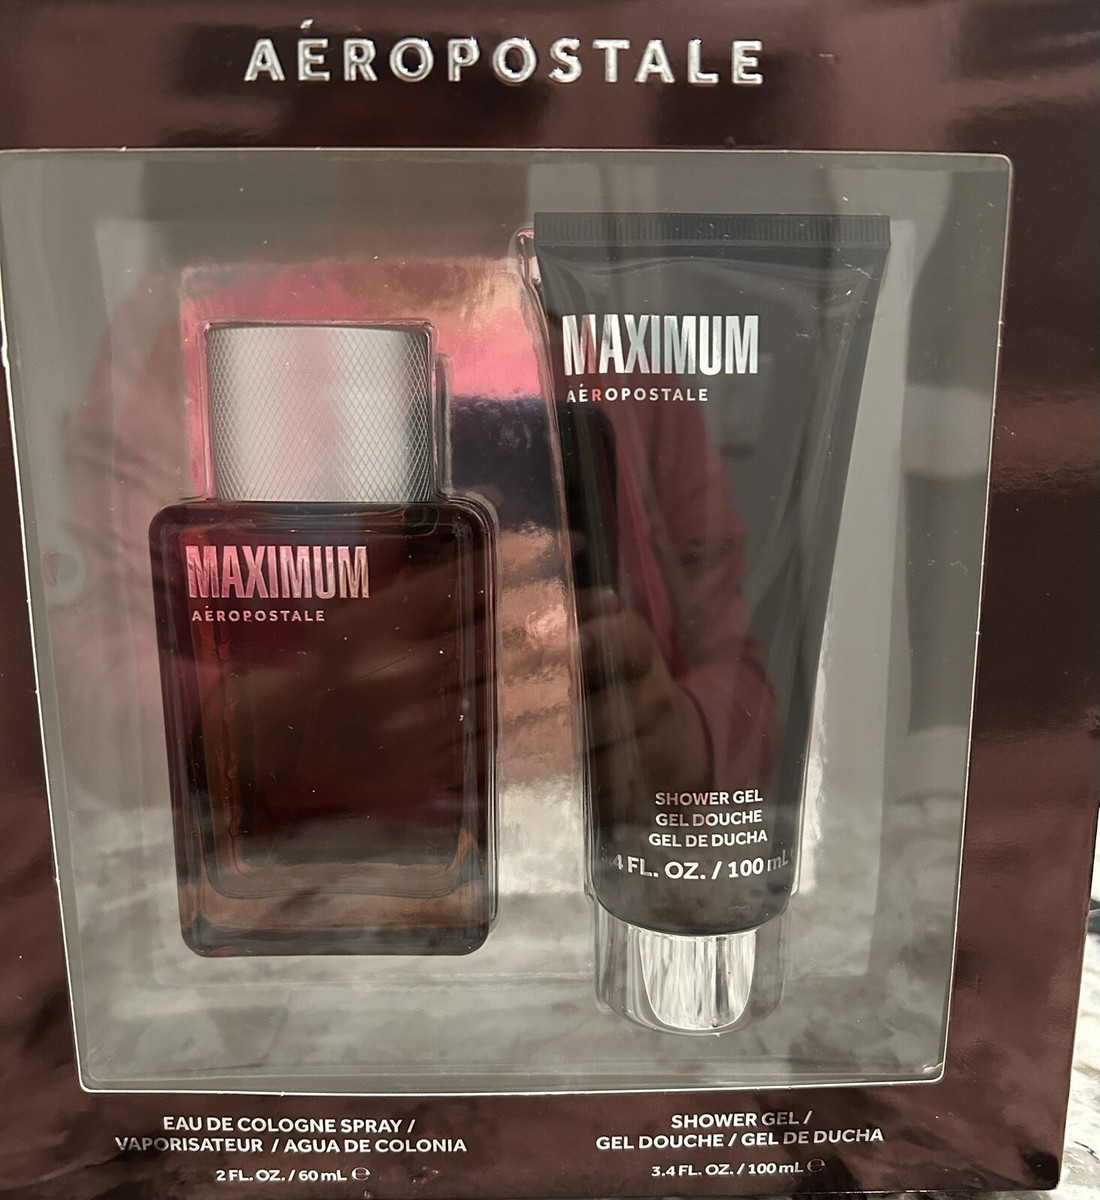 AÉROPOSTALE
MAXIMUM
AÉROPOSTALE
SHOWER GEL
GEL DOUCHE
GEL DE DUCHA
3.4 FL. OZ. / 100 mL
MAXIMUM
AÉROPOSTALE
EAU DE COLOGNE SPRAY /
VAPORISATEUR / AGUA DE COLONIA
2 FL. OZ. / 60 mL ℮
SHOWER GEL /
GEL DOUCHE / GEL DE DUCHA
3.4 FL. OZ. / 100 mL ℮